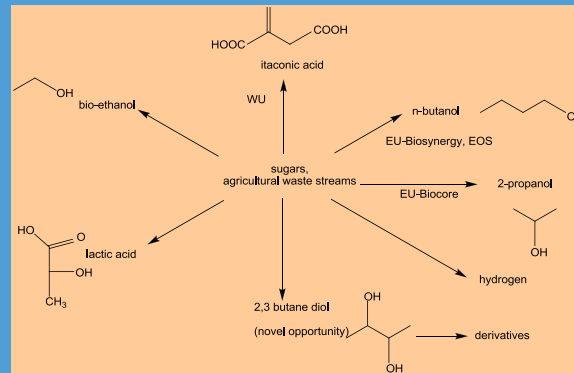 HOOC
COOH
itaconic acid
OH
bio-ethanol
WU
n-butanol
O
EU-Biosynergy, EOS
sugars,
agricultural waste streams
2-propanol
EU-Biocore
OH
HO
O
lactic acid
OH
CH3
hydrogen
OH
2,3 butane diol
(novel opportunity)
derivatives
OH